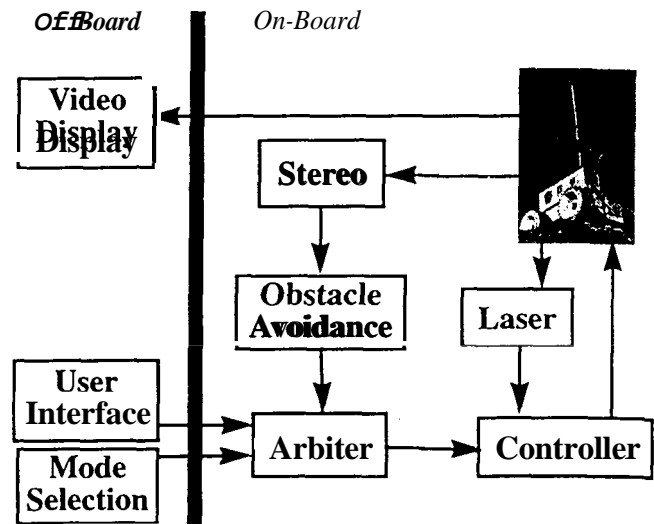 Off-Board
On-Board
Video
Display
Stereo
Obstacle
Avoidance
Laser
User
Interface
Arbiter
Controller
Mode
Selection